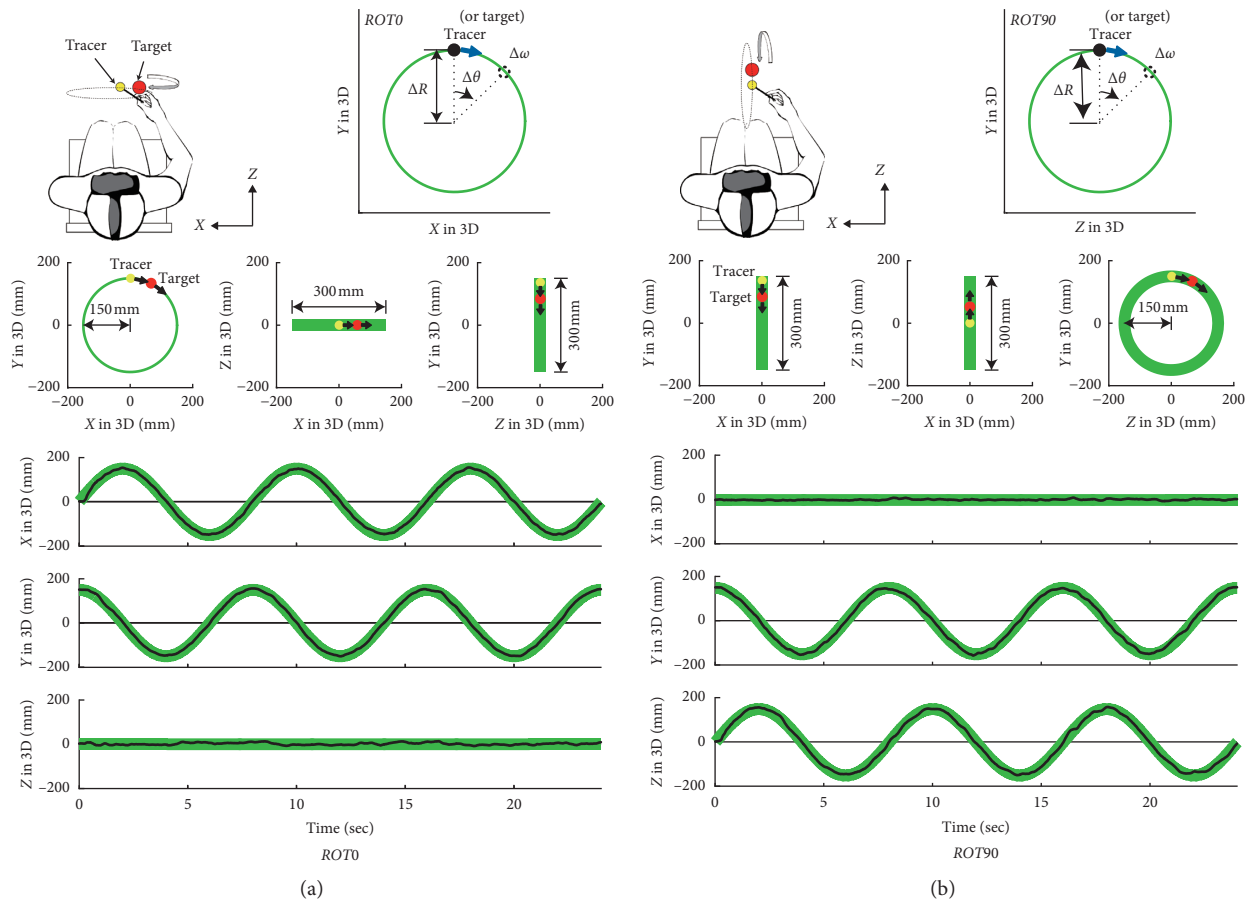 ROT0
(or target)
Tracer
Target
Tracer
Δω
Δθ
ΔR
Y in 3D
X in 3D
Z
X
200
0
−200
Y in 3D (mm)
Tracer
Target
150 mm
−200 0 200
X in 3D (mm)
200
0
−200
Z in 3D (mm)
300 mm
−200 0 200
X in 3D (mm)
200
0
−200
Y in 3D (mm)
300 mm
−200 0 200
Z in 3D (mm)
200
0
−200
X in 3D (mm)
200
0
−200
Y in 3D (mm)
200
0
−200
Z in 3D (mm)
0 5 10 15 20
Time (sec)
ROT0
(a)
ROT90
(or target)
Tracer
Δω
Δθ
ΔR
Y in 3D
Z in 3D
Z
X
200
0
−200
Y in 3D (mm)
Tracer
Target
300 mm
−200 0 200
X in 3D (mm)
200
0
−200
Z in 3D (mm)
300 mm
−200 0 200
X in 3D (mm)
200
0
−200
Y in 3D (mm)
150 mm
−200 0 200
Z in 3D (mm)
200
0
−200
X in 3D (mm)
200
0
−200
Y in 3D (mm)
200
0
−200
Z in 3D (mm)
0 5 10 15 20
Time (sec)
ROT90
(b)